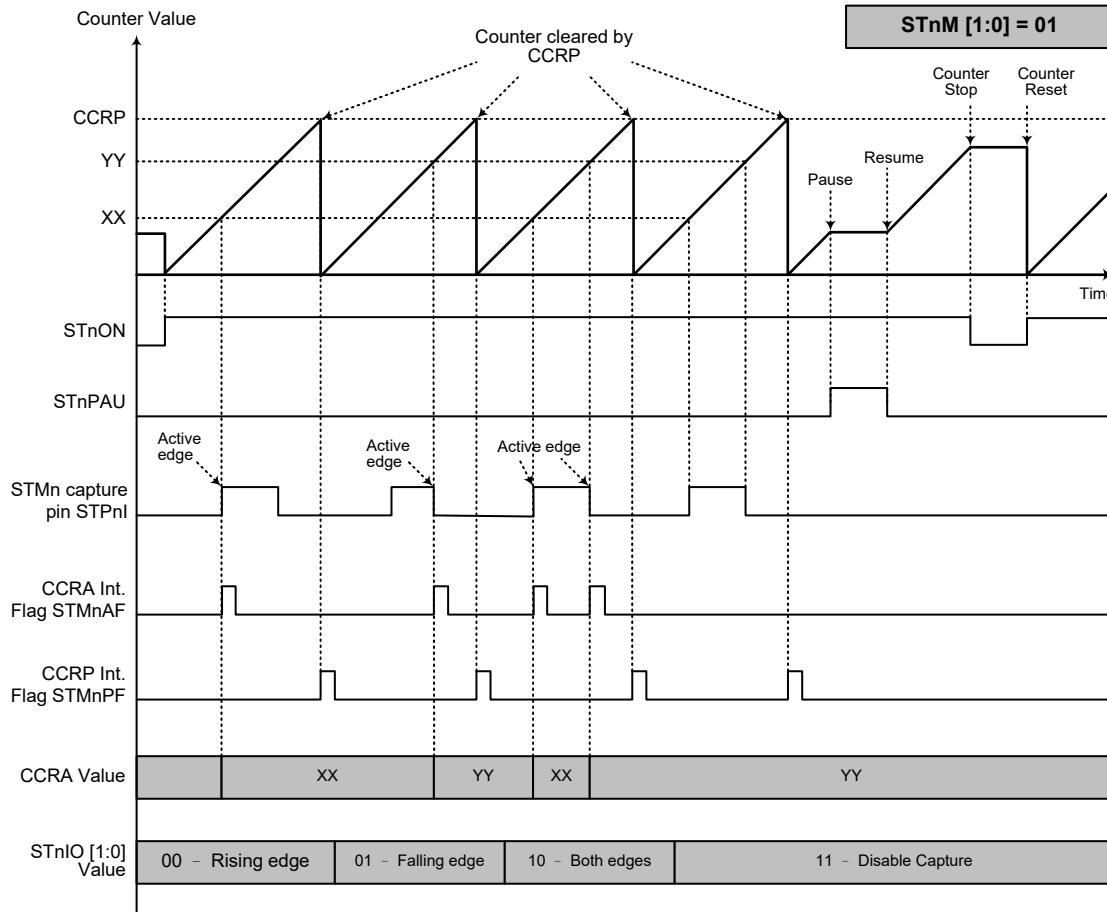 Counter Value
STnM [1:0] = 01
Counter cleared by
CCRP
Counter
Stop
Counter
Reset
CCRP
YY
XX
Pause
Resume
Time
STnON
STnPAU
Active
edge
Active
edge
Active edge
STMn capture
pin STPnI
CCRA Int.
Flag STMnAF
CCRP Int.
Flag STMnPF
CCRA Value
XX
YY
XX
YY
STnIO [1:0]
Value
00 – Rising edge
01 – Falling edge
10 – Both edges
11 – Disable Capture